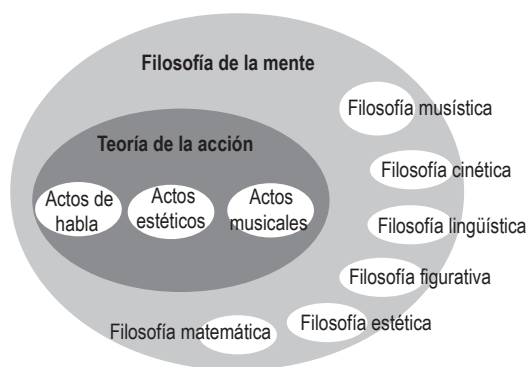 Filosofía de la mente
Filosofía musística
Teoría de la acción
Filosofía cinética
Actos de
habla
Actos
estéticos
Actos
musicales
Filosofía lingüística
Filosofía figurativa
Filosofía estética
Filosofía matemática